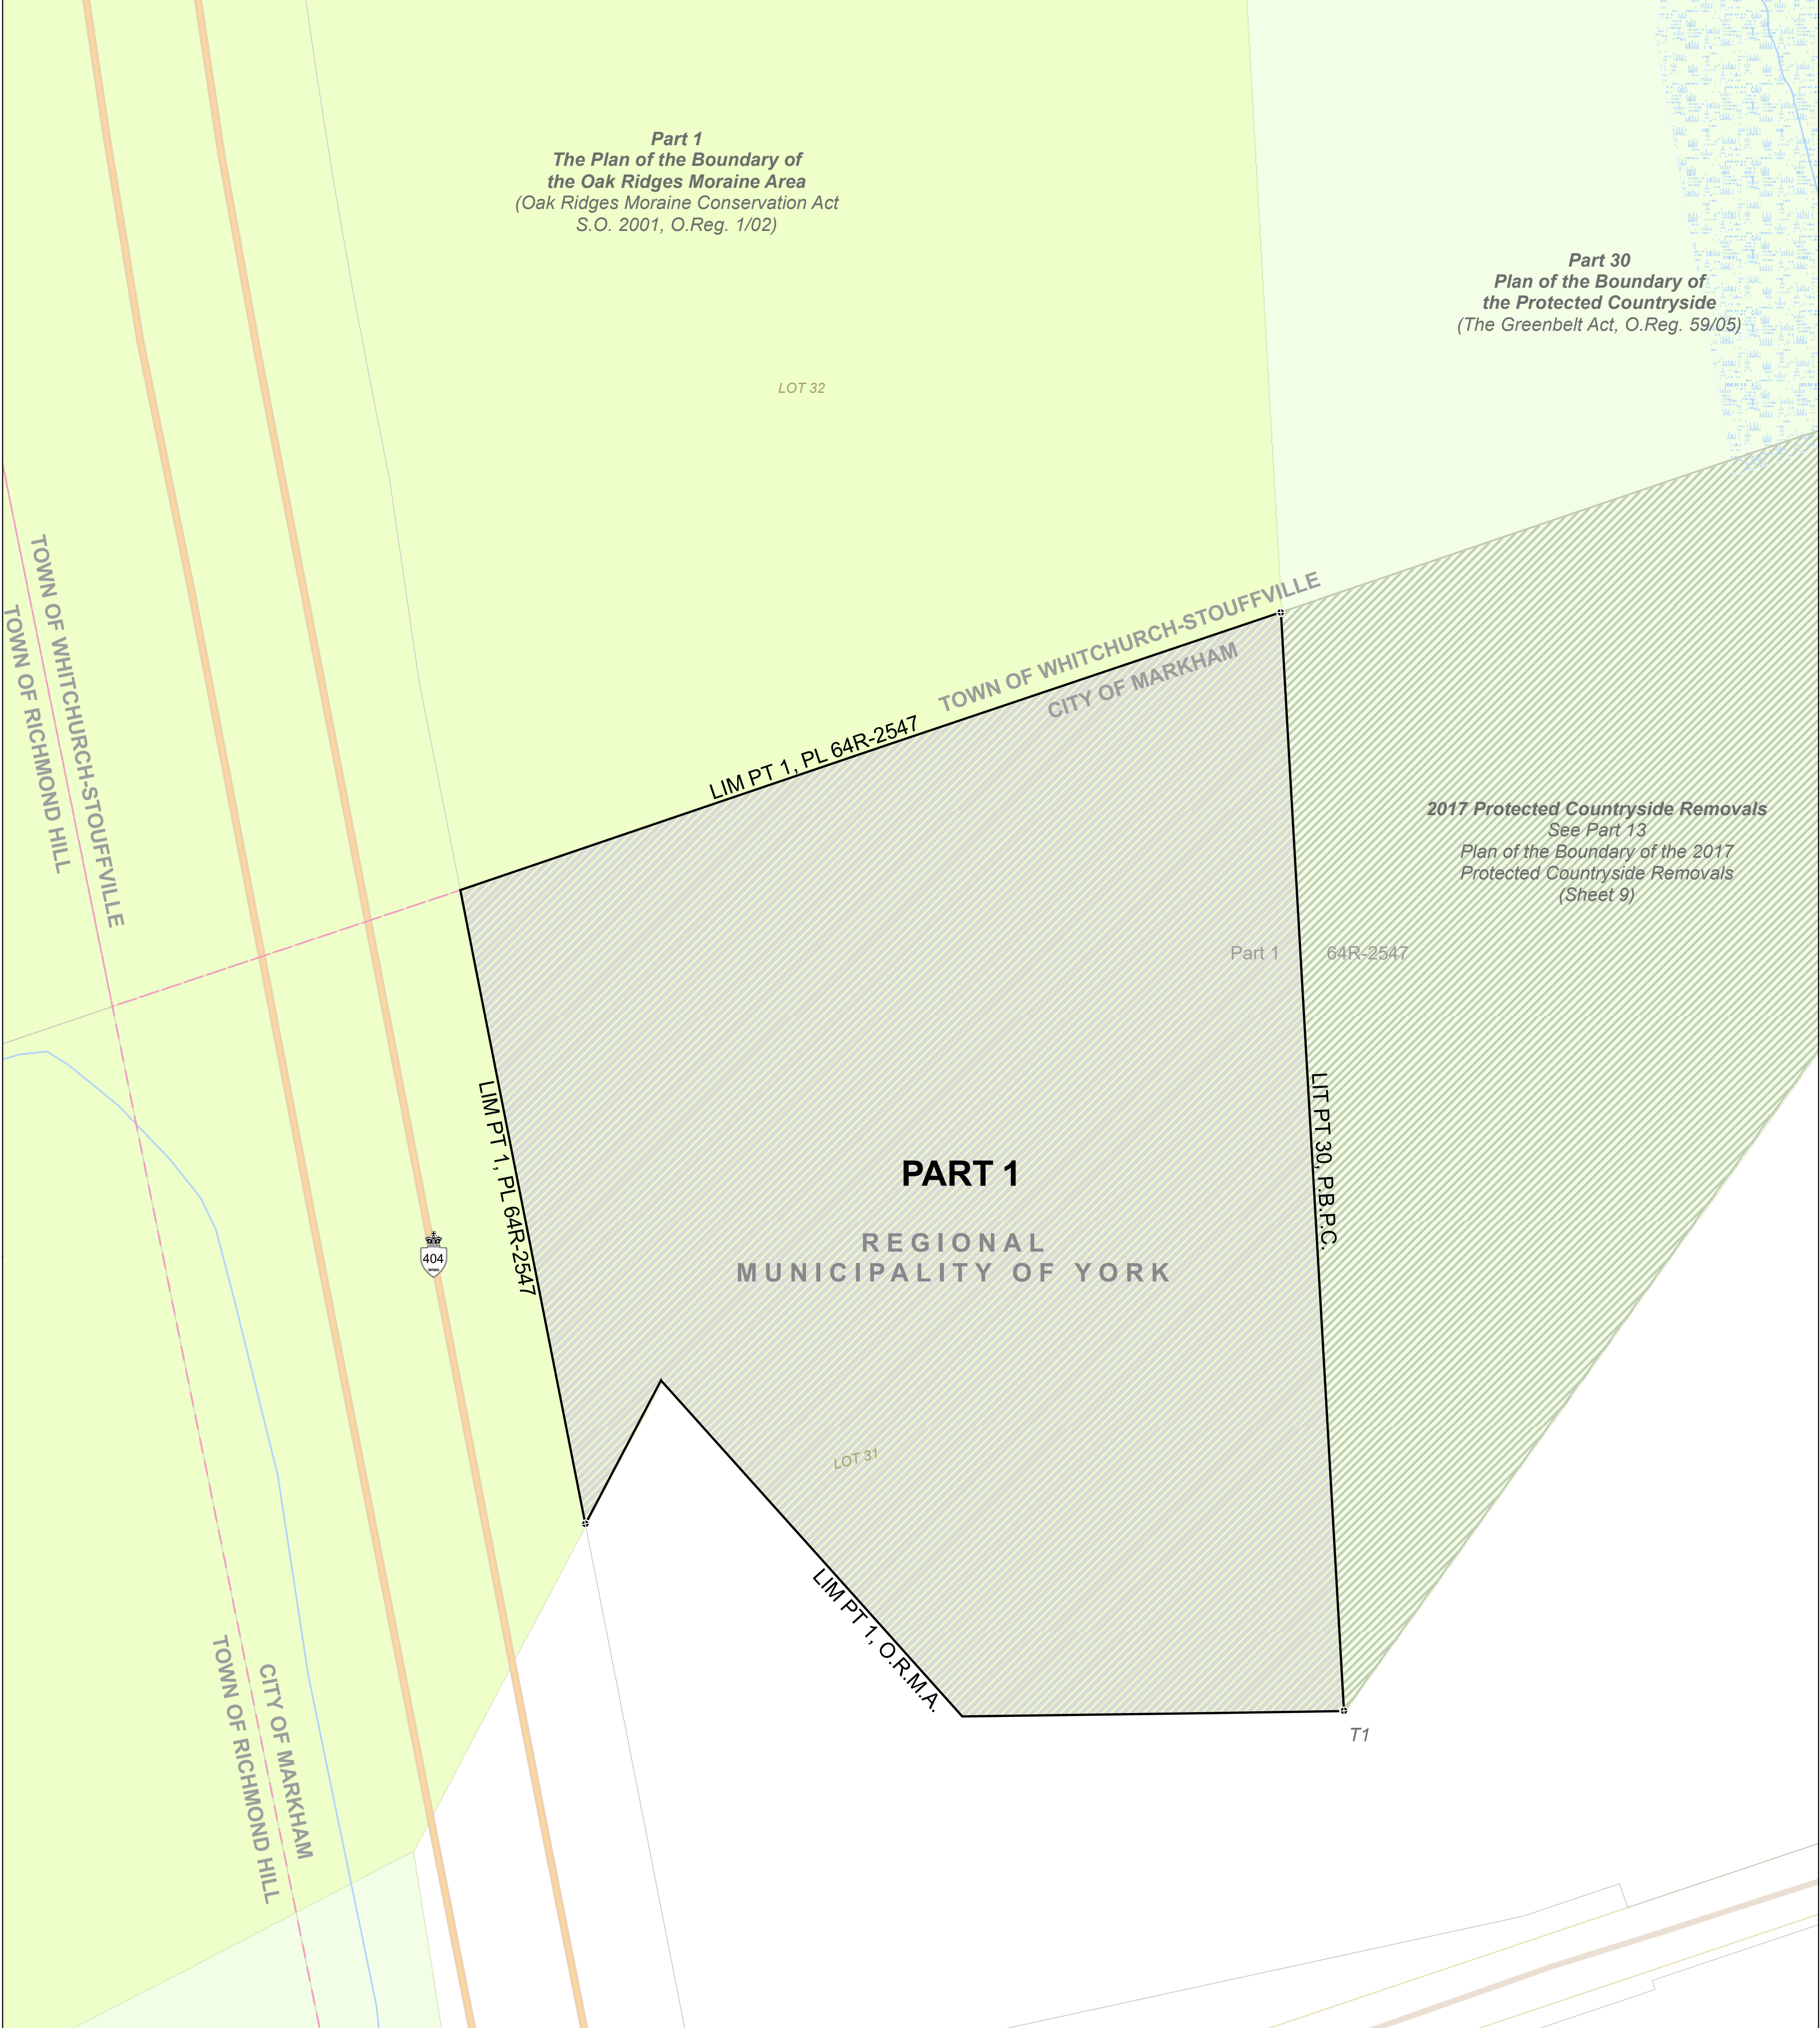 Part 1
The Plan of the Boundary of
the Oak Ridges Moraine Area
(Oak Ridges Moraine Conservation Act
S.O. 2001, O.Reg. 1/02)
Part 30
Plan of the Boundary of
the Protected Countryside
(The Greenbelt Act, O.Reg. 59/05)
LOT 32
TOWN OF WHITCHURCH-STOUFFVILLE
TOWN OF RICHMOND HILL
TOWN OF WHITCHURCH-STOUFFVILLE
CITY OF MARKHAM
LIM PT 1, PL 64R-2547
2017 Protected Countryside Removals
See Part 13
Plan of the Boundary of the 2017
Protected Countryside Removals
(Sheet 9)
Part 1
64R-2547
LIM PT 1, PL 64R-2547
LIT PT 30, P.B.P.C.
PART 1
REGIONAL
MUNICIPALITY OF YORK
404
LOT 31
LIM PT 1, O.R.M.A.
T1
CITY OF MARKHAM
TOWN OF RICHMOND HILL